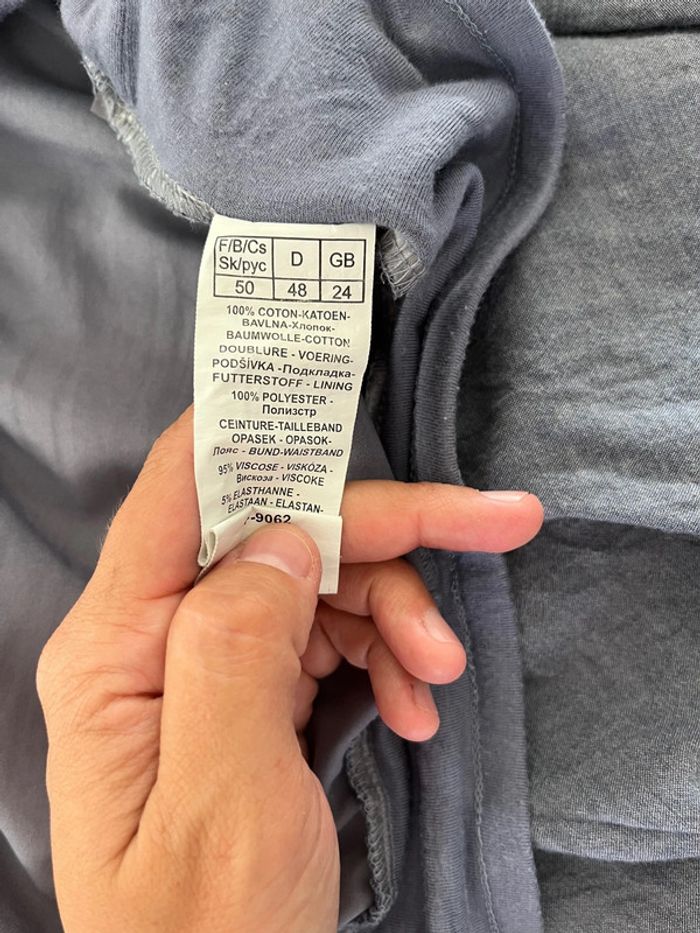 F/B/Cs Sk/рус D GB
50 48 24
100% COTON-KATOEN-
BAVLNA-Хлопок-
BAUMWOLLE-COTTON
DOUBLURE - VOERING-
PODŠÍVKA -Подкладка-
FUTTERSTOFF - LINING
100% POLYESTER -
Полиэстр
CEINTURE-TAILLEBAND
OPASEK - OPASOK-
Пояс - BUND-WAISTBAND
95% VISCOSE - VISKÓZA -
Вискоза - VISCOKE
5% ELASTHANNE -
ELASTAAN - ELASTAN-
-9062